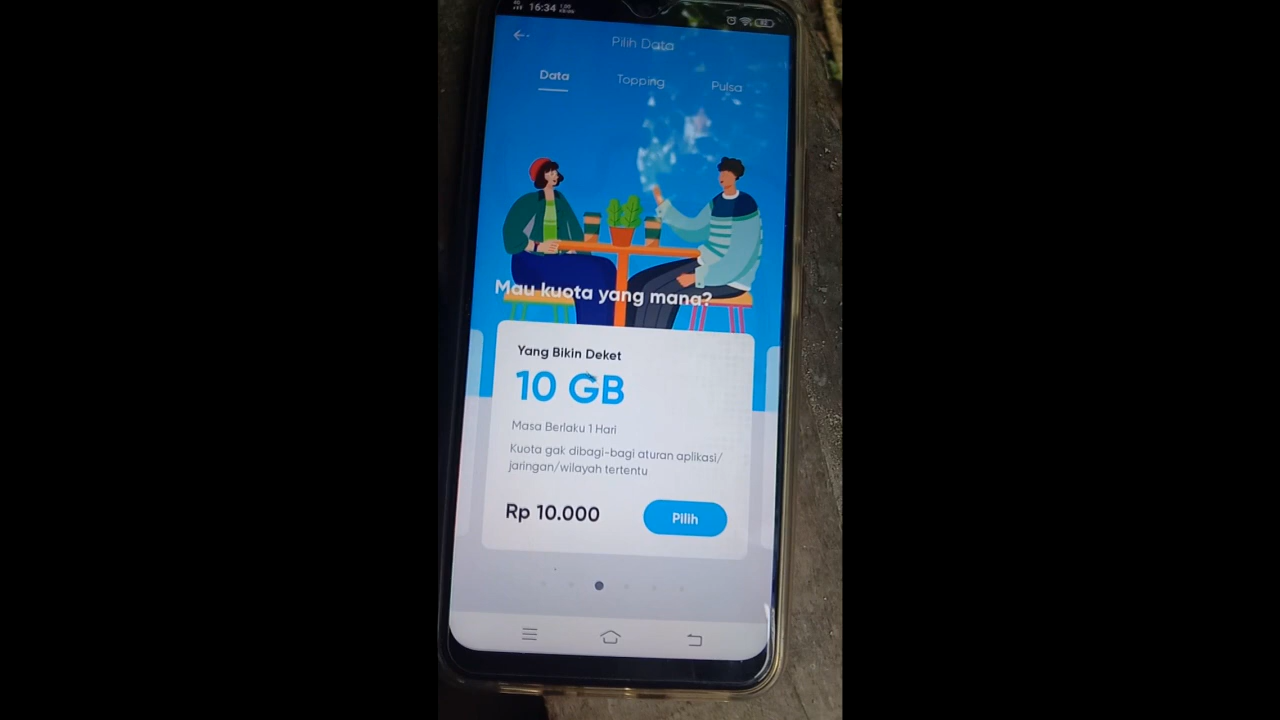 16:34
Pilih Data
Data
Topping
Pulsa
Mau kuota yang mana?
Yang Bikin Deket
10 GB
Masa Berlaku 1 Hari
Kuota gak dibagi-bagi aturan aplikasi/
jaringan/wilayah tertentu
Rp 10.000
Pilih